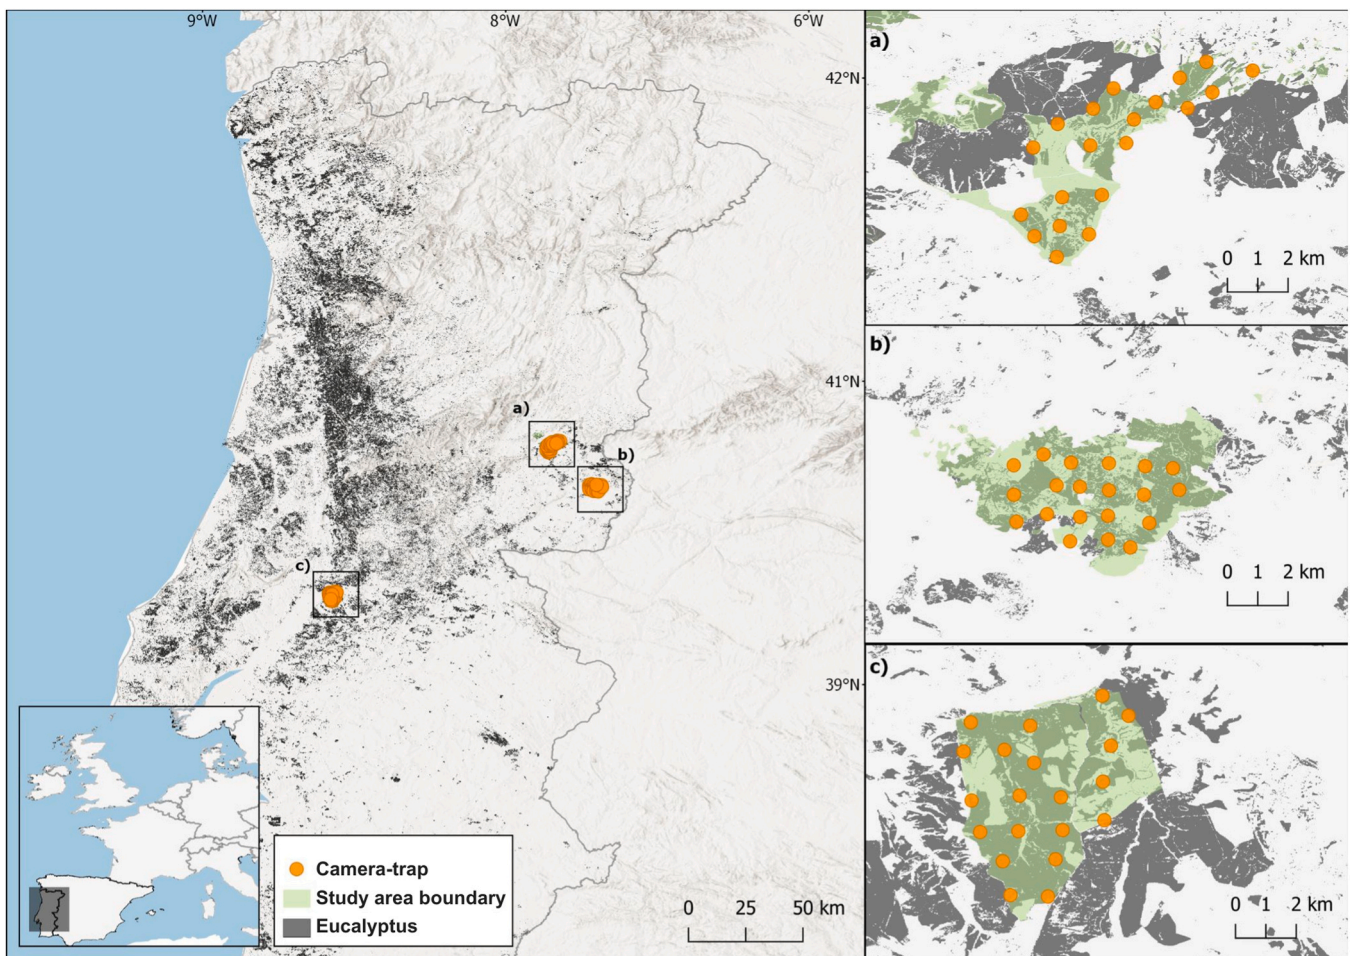 9°W
8°W
6°W
42°N
41°N
39°N
a)
b)
c)
Camera-trap
Study area boundary
Eucalyptus
0 25 50 km
a)
0 1 2 km
b)
0 1 2 km
c)
0 1 2 km